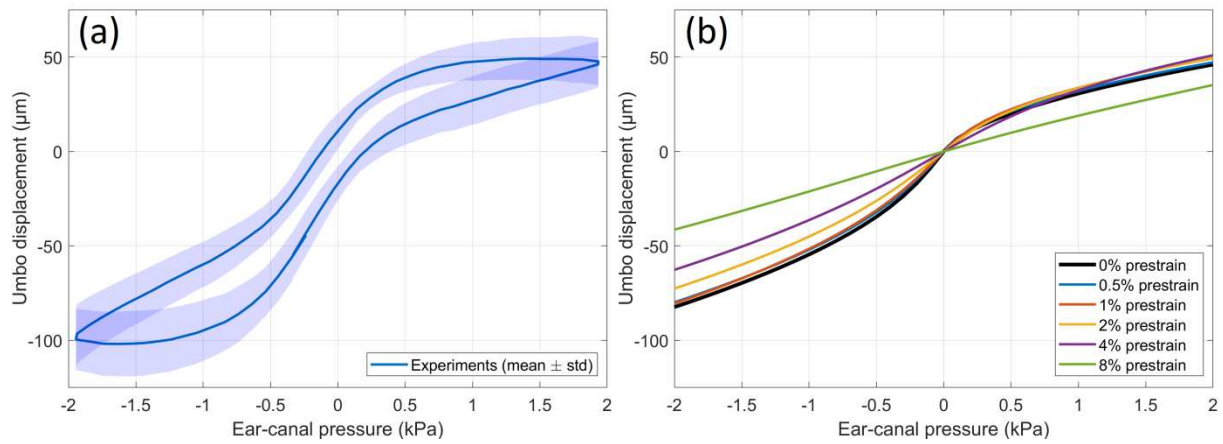 (a)
50
0
-50
-100
Umbo displacement (µm)
-2 -1.5 -1 -0.5 0 0.5 1 1.5 2
Ear-canal pressure (kPa)
Experiments (mean ± std)
(b)
50
0
-50
-100
Umbo displacement (µm)
-2 -1.5 -1 -0.5 0 0.5 1 1.5 2
Ear-canal pressure (kPa)
0% prestrain
0.5% prestrain
1% prestrain
2% prestrain
4% prestrain
8% prestrain